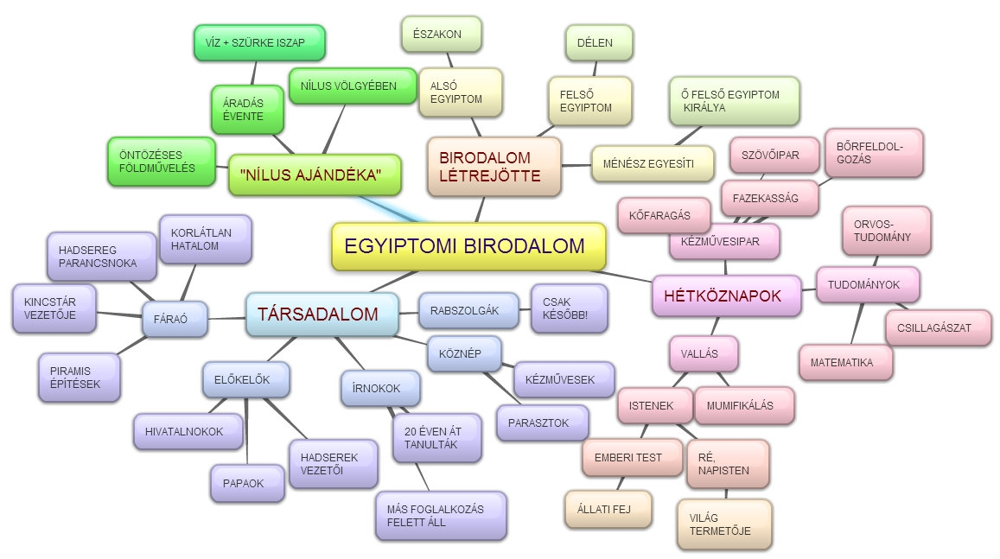 EGYIPTOMI BIRODALOM
"NÍLUS AJÁNDÉKA"
VÍZ + SZÜRKE ISZAP
ÁRADÁS
ÉVENTE
NÍLUS VÖLGYÉBEN
ÖNTÖZÉSES
FÖLDMŰVELÉS
BIRODALOM
LÉTREJÖTTE
ÉSZAKON
ALSÓ
EGYIPTOM
DÉLEN
FELSŐ
EGYIPTOM
Ő FELSŐ EGYIPTOM
KIRÁLYA
MÉNÉSZ EGYESÍTI
HÉTKÖZNAPOK
SZÖVŐIPAR
BŐRFELDOL-
GOZÁS
FAZEKASSÁG
KŐFARAGÁS
KÉZMŰVESIPAR
ORVOS-
TUDOMÁNY
TUDOMÁNYOK
CSILLAGÁSZAT
MATEMATIKA
VALLÁS
ISTENEK
MUMIFIKÁLÁS
EMBERI TEST
RÉ,
NAPISTEN
ÁLLATI FEJ
VILÁG
TERMETŐJE
TÁRSADALOM
KORLÁTLAN
HATALOM
HADSEREG
PARANCSNOKA
KINCSTÁR
VEZETŐJE
FÁRAÓ
PIRAMIS
ÉPÍTÉSEK
RABSZOLGÁK
CSAK
KÉSŐBB!
KÖZNÉP
KÉZMŰVESEK
PARASZTOK
ELŐKELŐK
HIVATALNOKOK
PAPAOK
HADSEREK
VEZETŐI
ÍRNOKOK
20 ÉVEN ÁT
TANULTÁK
MÁS FOGLALKOZÁS
FELETT ÁLL